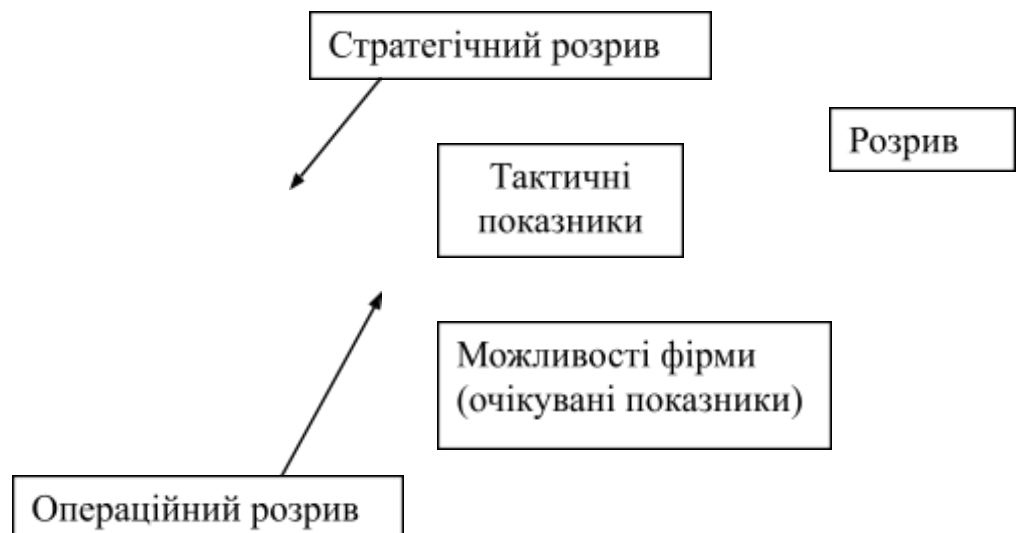 Стратегічний розрив
Розрив
Тактичні
показники
Можливості фірми
(очікувані показники)
Операційний розрив